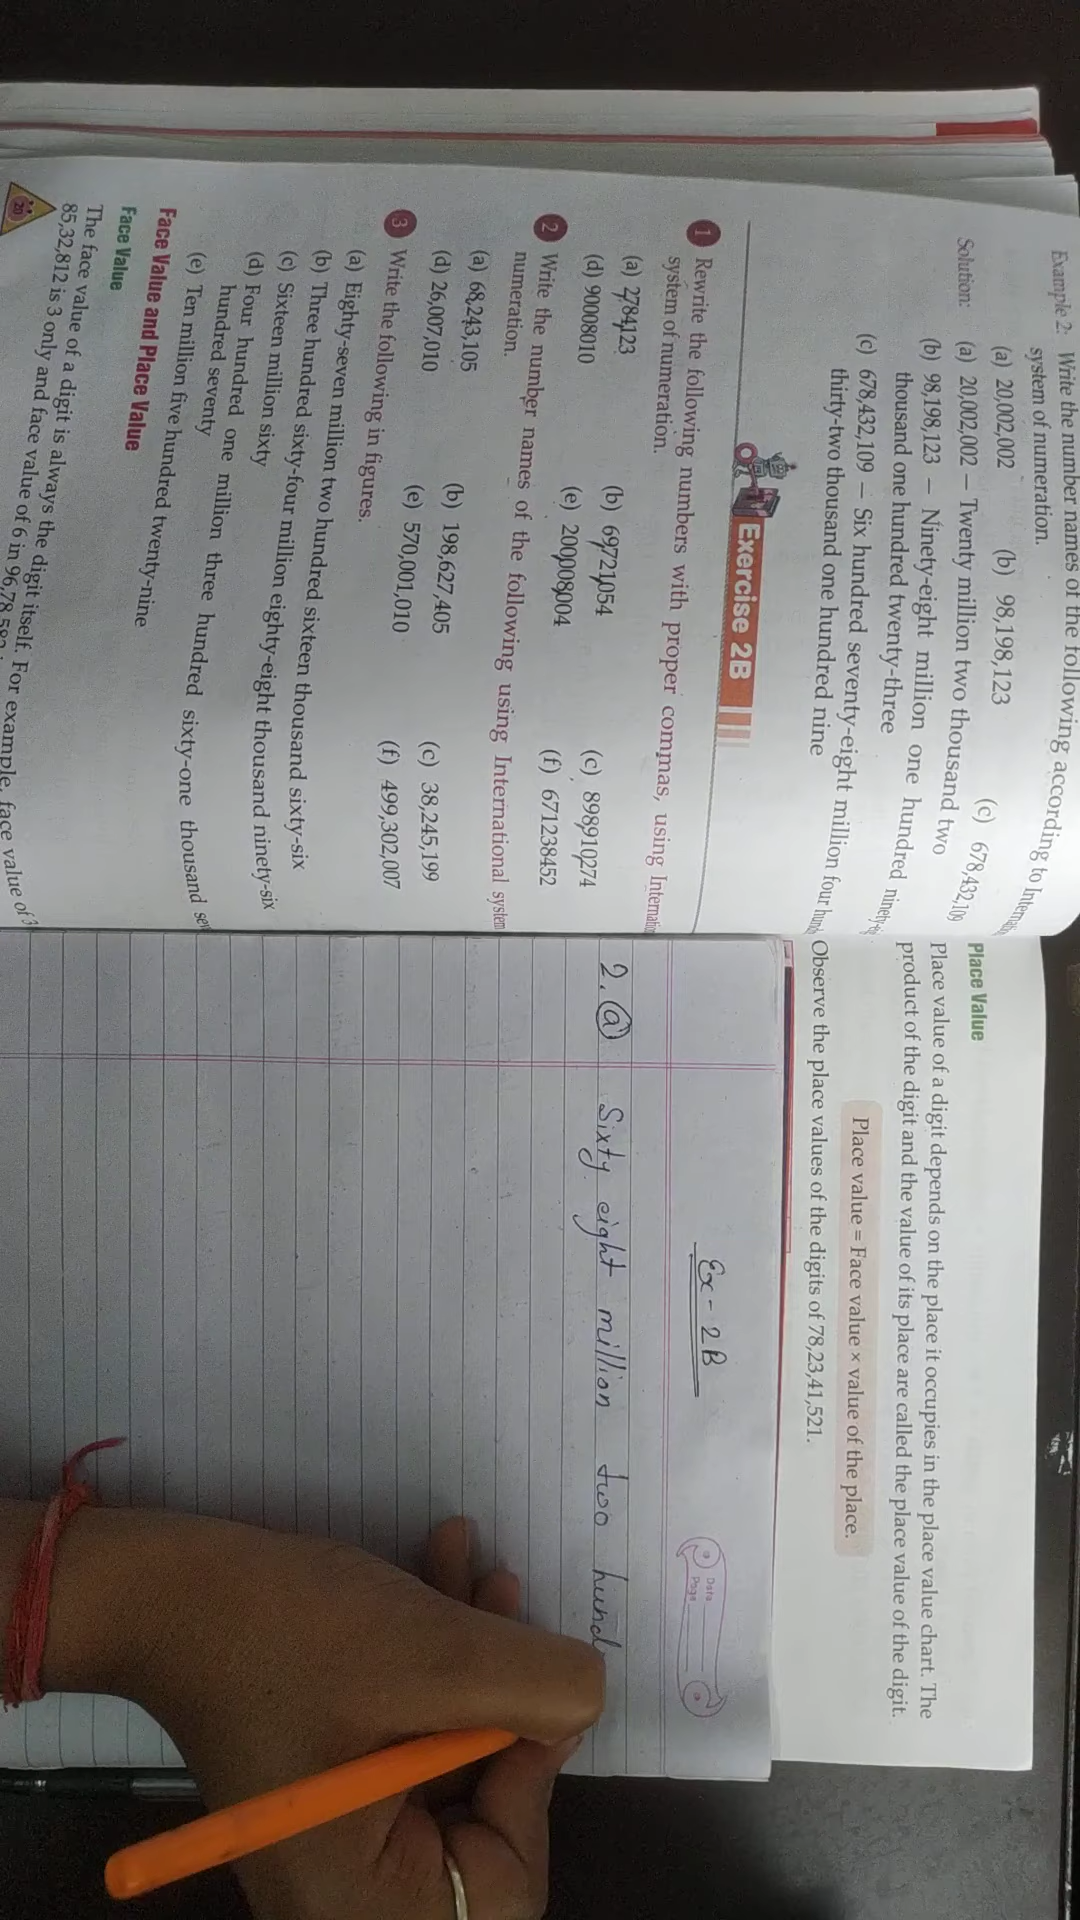 Example 2: Write the number names of the following according to
system of numeration.
(a) 20,002,002 (b) 98,198,123 (c) 678,432,109
Solution: (a) 20,002,002 – Twenty million two thousand two
(b) 98,198,123 – Ninety-eight million one hundred
thousand one hundred twenty-three
(c) 678,432,109 – Six hundred seventy-eight million four
thirty-two thousand one hundred nine
Exercise 2B
1 Rewrite the following numbers with proper commas, using
system of numeration.
(a) 2784123 (b) 69721054 (c) 898910274
(d) 90008010 (e) 200008004 (f) 671238452
2 Write the number names of the following using International system
numeration.
(a) 68,243,105 (b) 198,627,405 (c) 38,245,199
(d) 26,007,010 (e) 570,001,010 (f) 499,302,007
3 Write the following in figures.
(a) Eighty-seven million two hundred sixteen thousand sixty-six
(b) Three hundred sixty-four million eighty-eight thousand ninety-six
(c) Sixteen million sixty
(d) Four hundred one million three hundred sixty-one thousand
hundred seventy
(e) Ten million five hundred twenty-nine
Face Value and Place Value
Face Value
The face value of a digit is always the digit itself. For example, face value of 3
85,32,812 is 3 only and face value of 6 in
20
Place Value
Place value of a digit depends on the place it occupies in the place value chart. The
product of the digit and the value of its place are called the place value of the digit.
Place value = Face value × value of the place.
Observe the place values of the digits of 78,23,41,521.
Date
Page
Ex - 2B
2. (a) Sixty eight million two hund